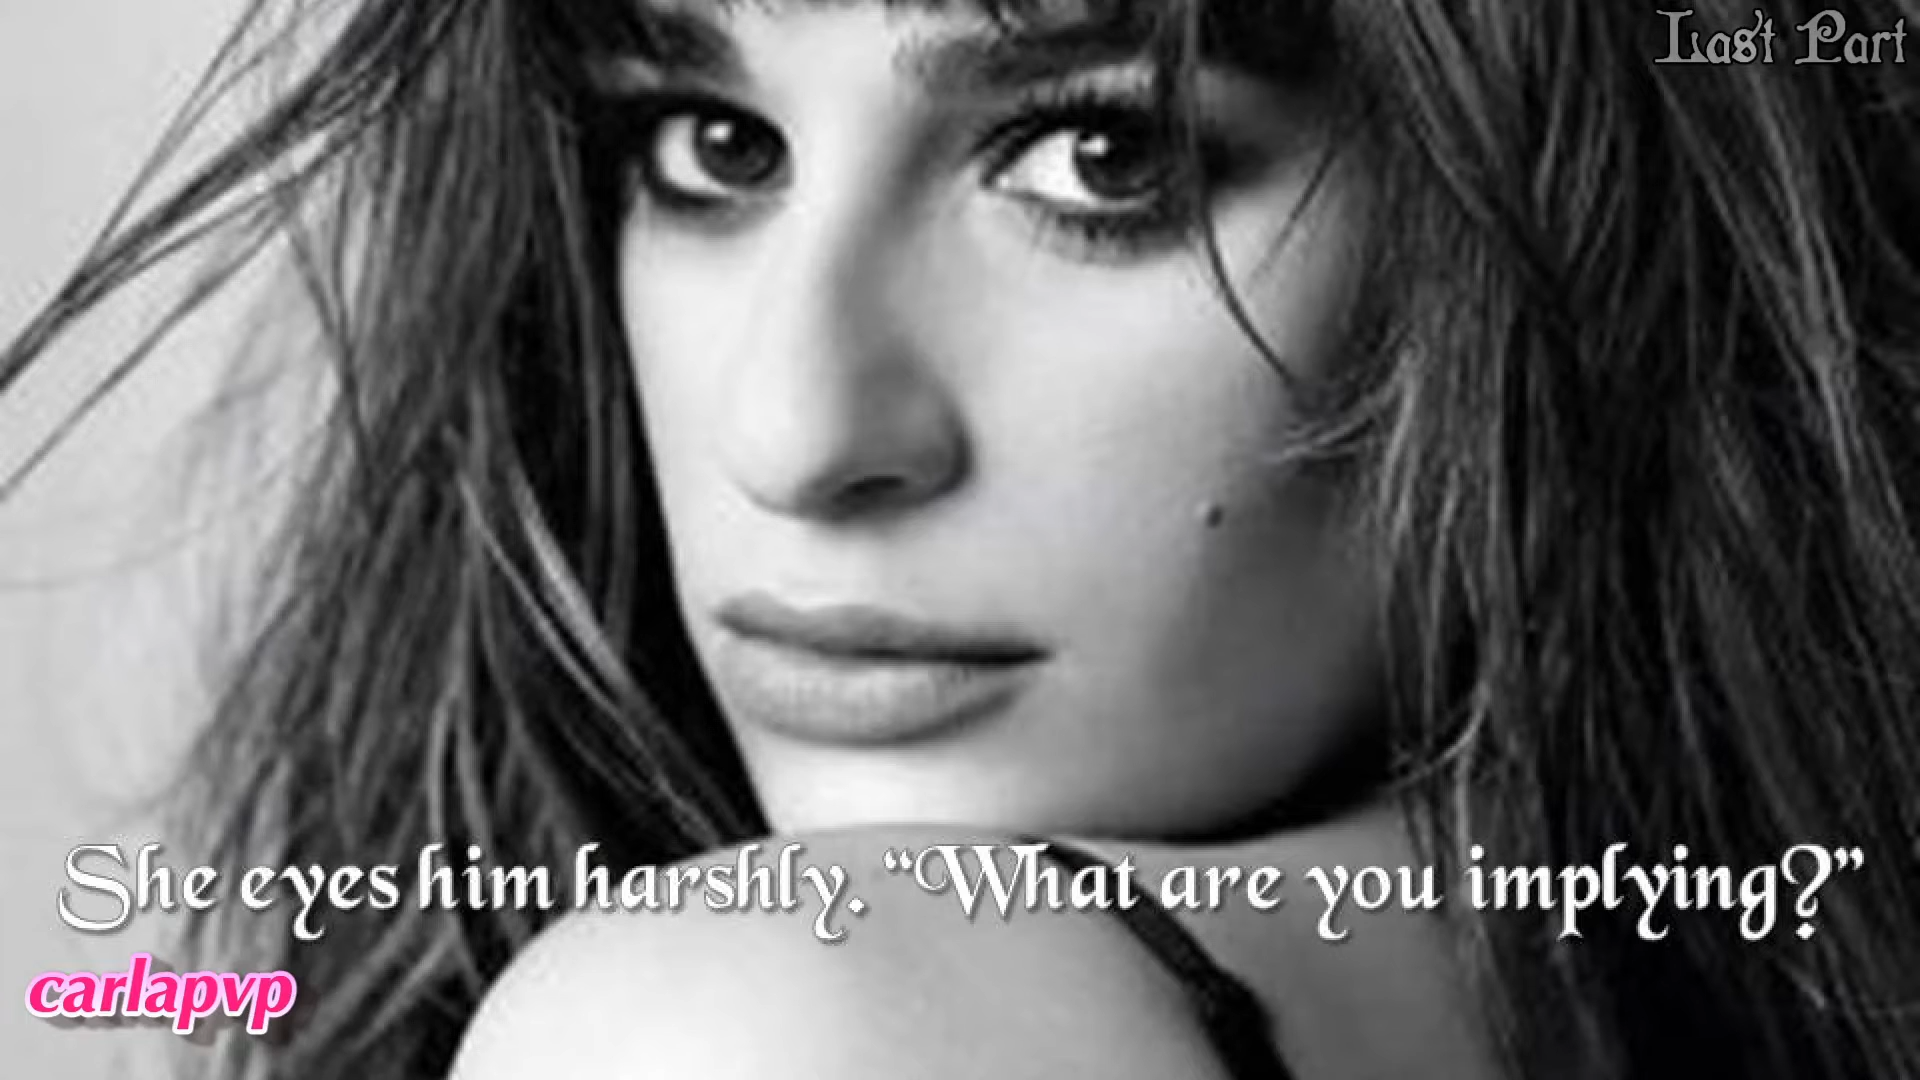 Last Part
She eyes him harshly. “What are you implying?”
carlapvp